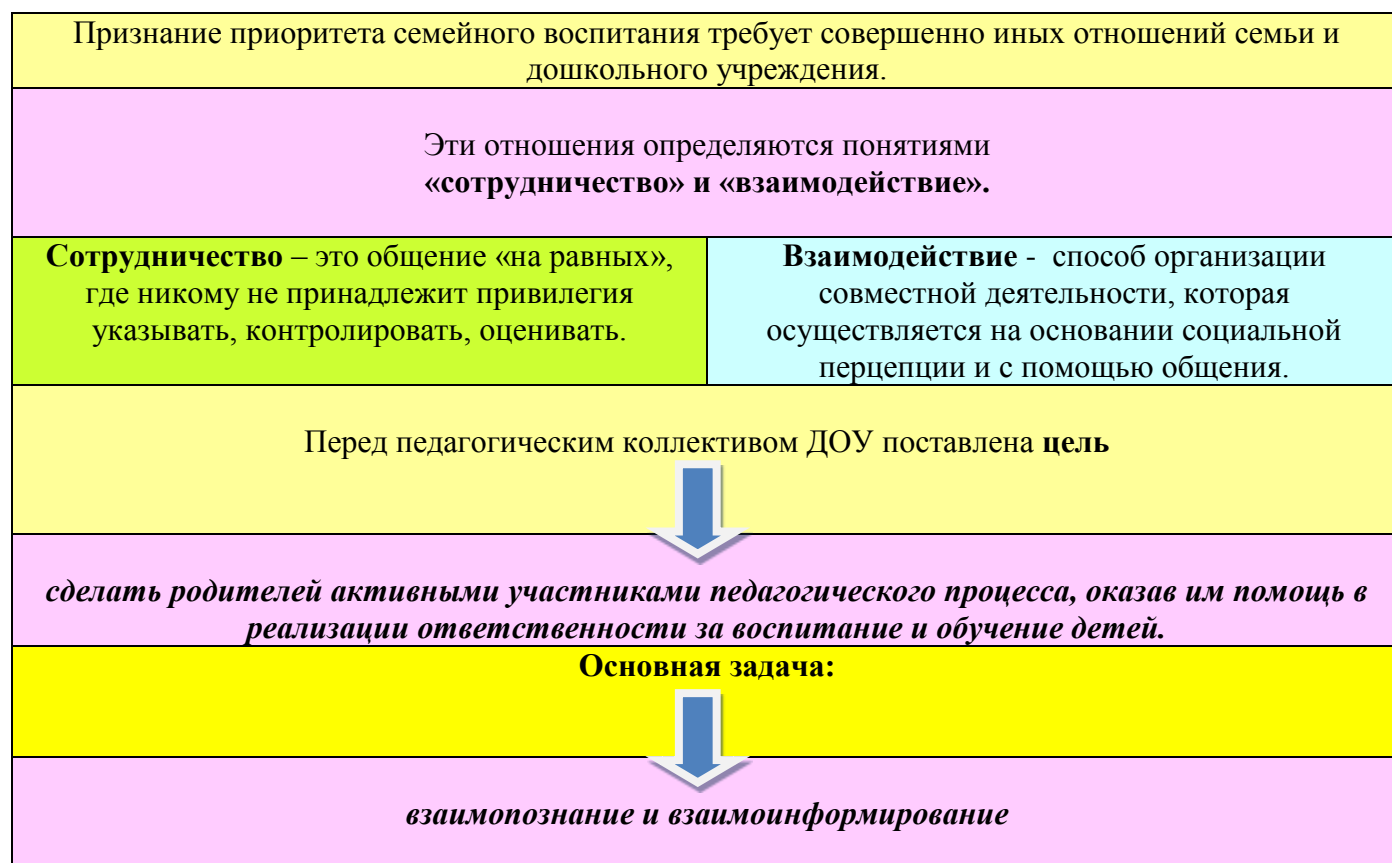 Признание приоритета семейного воспитания требует совершенно иных отношений семьи и
дошкольного учреждения.
Эти отношения определяются понятиями
«сотрудничество» и «взаимодействие».
Сотрудничество – это общение «на равных»,
где никому не принадлежит привилегия
указывать, контролировать, оценивать.
Взаимодействие - способ организации
совместной деятельности, которая
осуществляется на основании социальной
перцепции и с помощью общения.
Перед педагогическим коллективом ДОУ поставлена цель
сделать родителей активными участниками педагогического процесса, оказав им помощь в
реализации ответственности за воспитание и обучение детей.
Основная задача:
взаимопознание и взаимоинформирование